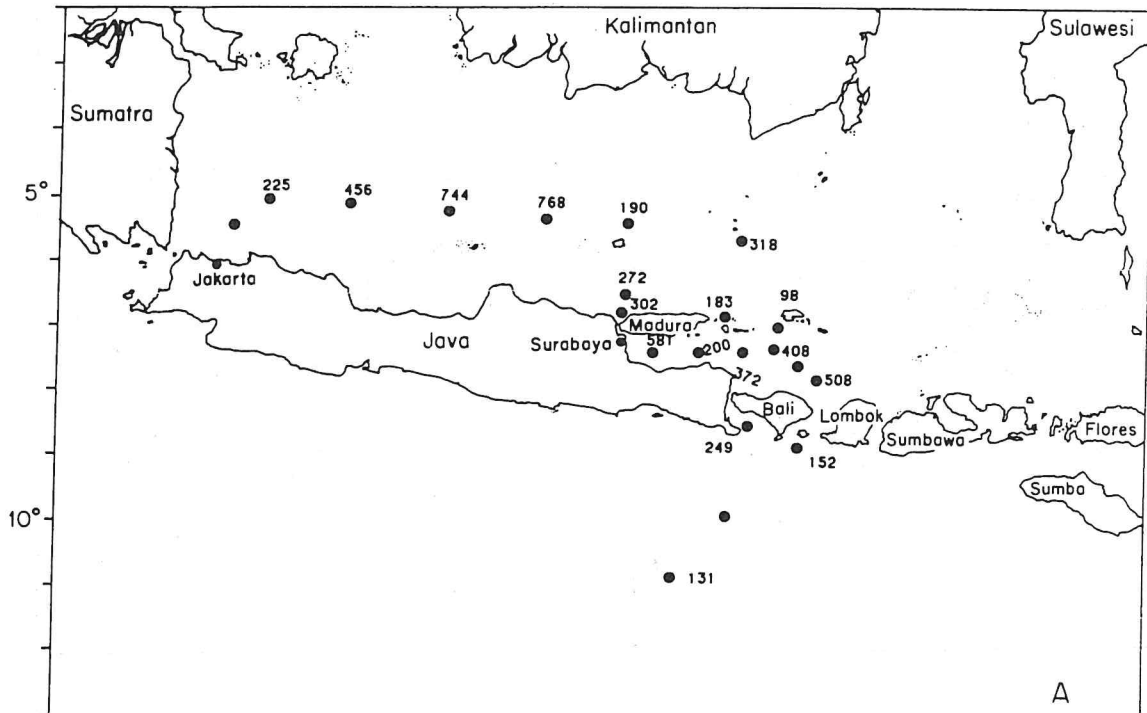 Kalimantan
Sulawesi
Sumatra
5°
225
456
744
768
190
318
Jakarta
272
302
183
98
Madura
Java
Surabaya
581
200
372
408
508
Bali
Lombok
Sumbawa
Flores
249
152
Sumba
10°
131
A